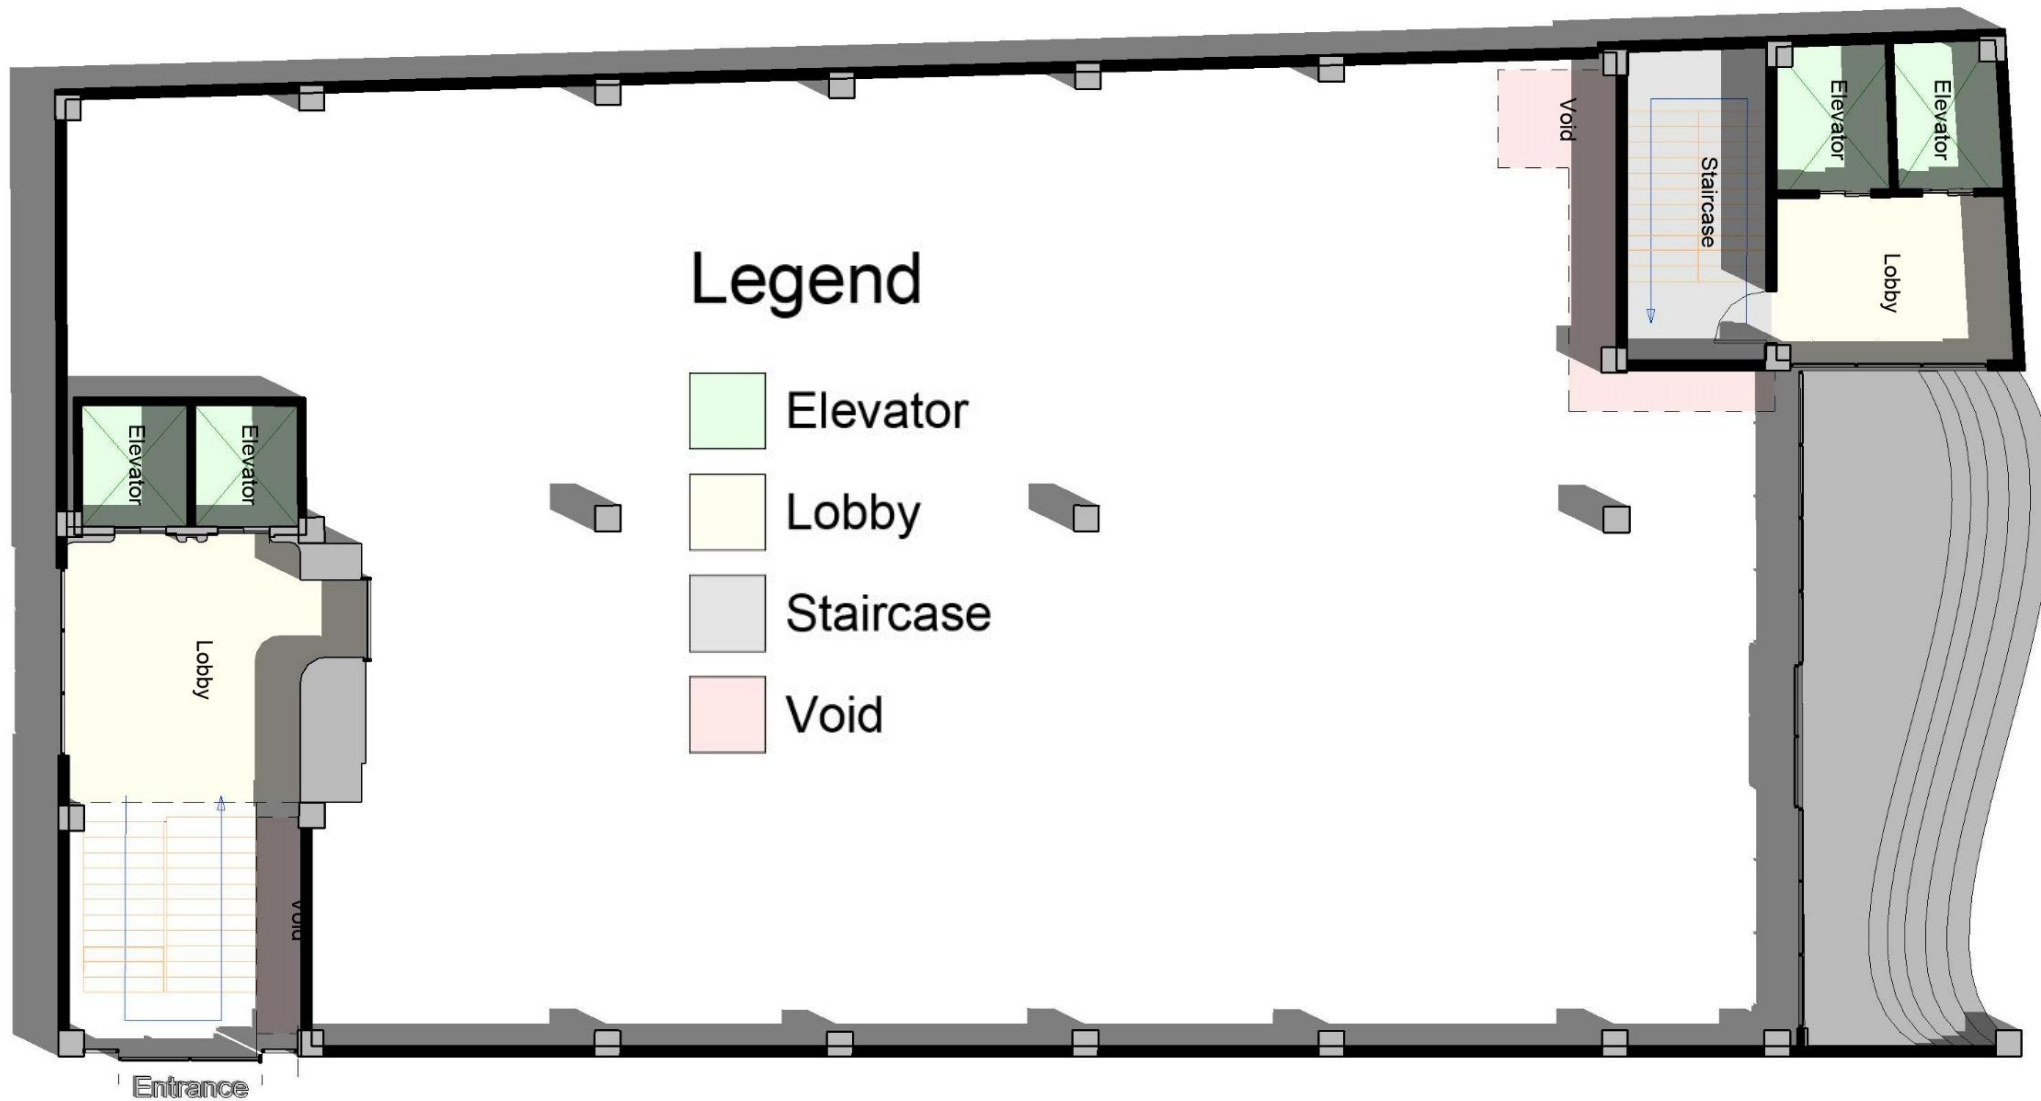 Void
Staircase
Elevator
Elevator
Lobby
Legend
Elevator
Lobby
Staircase
Void
Elevator
Elevator
Lobby
Void
Entrance